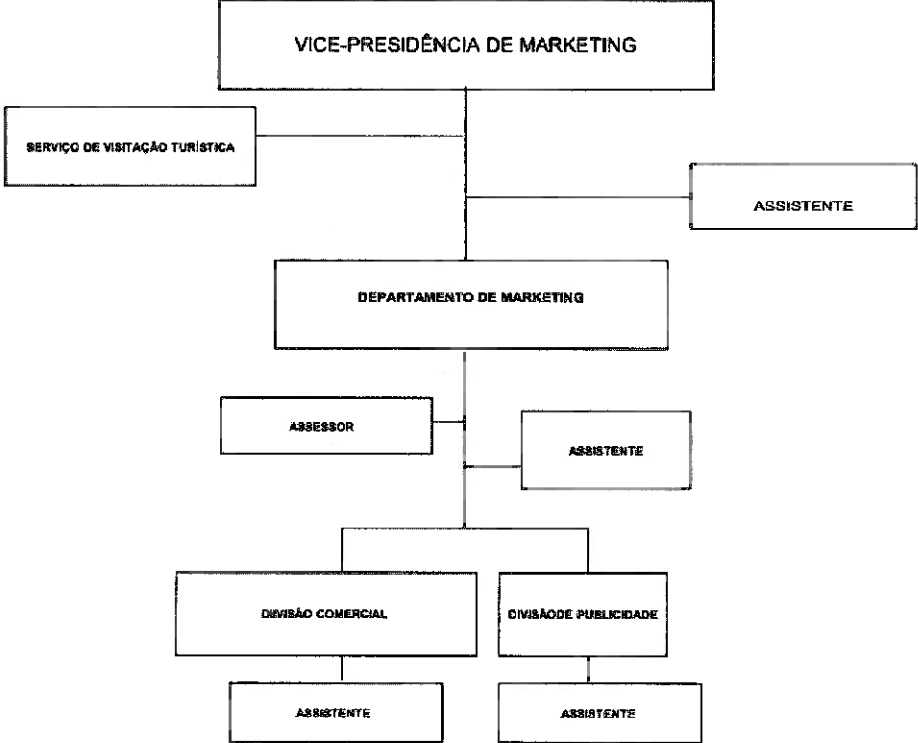 VICE-PRESIDÊNCIA DE MARKETING
SERVIÇO DE VISITAÇÃO TURÍSTICA
ASSISTENTE
DEPARTAMENTO DE MARKETING
ASSESSOR
ASSISTENTE
DIVISÃO COMERCIAL
DIVISÃODE PUBLICIDADE
ASSISTENTE
ASSISTENTE